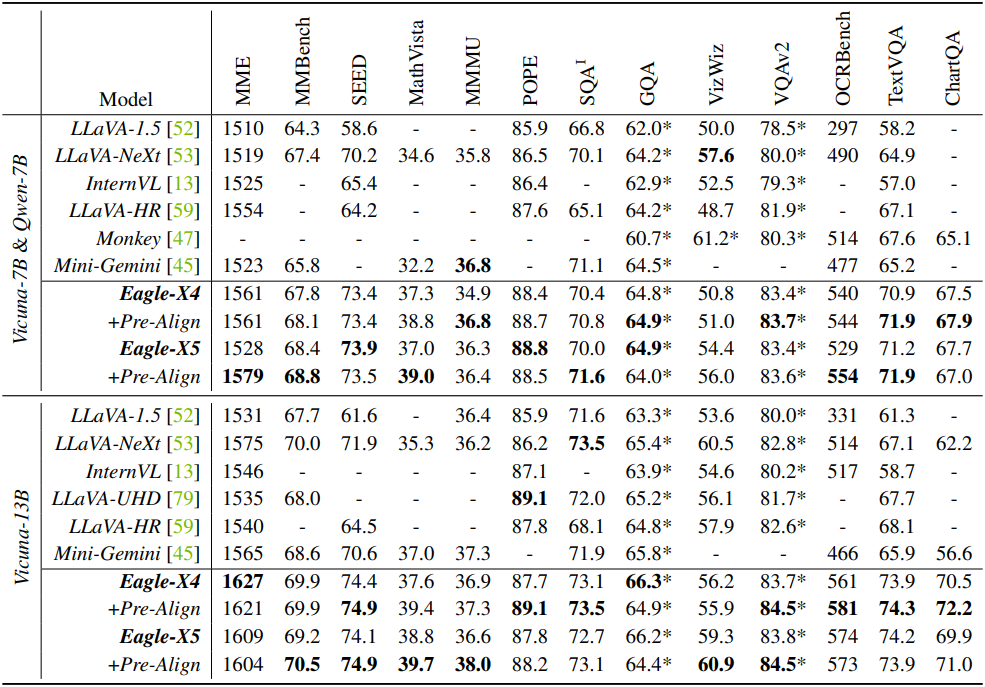 Model MME MMBench SEED MathVista MMMU POPE SQA^I GQA VizWiz VQAv2 OCRBench TextVQA ChartQA
Vicuna-7B & Qwen-7B
LLaVA-1.5 [52] 1510 64.3 58.6 - - 85.9 66.8 62.0* 50.0 78.5* 297 58.2 -
LLaVA-NeXt [53] 1519 67.4 70.2 34.6 35.8 86.5 70.1 64.2* 57.6 80.0* 490 64.9 -
InternVL [13] 1525 - 65.4 - - 86.4 - 62.9* 52.5 79.3* - 57.0 -
LLaVA-HR [59] 1554 - 64.2 - - 87.6 65.1 64.2* 48.7 81.9* - 67.1 -
Monkey [47] - - - - - - - 60.7* 61.2* 80.3* 514 67.6 65.1
Mini-Gemini [45] 1523 65.8 - 32.2 36.8 - 71.1 64.5* - - 477 65.2 -
Eagle-X4 1561 67.8 73.4 37.3 34.9 88.4 70.4 64.8* 50.8 83.4* 540 70.9 67.5
+Pre-Align 1561 68.1 73.4 38.8 36.8 88.7 70.8 64.9* 51.0 83.7* 544 71.9 67.9
Eagle-X5 1528 68.4 73.9 37.0 36.3 88.8 70.0 64.9* 54.4 83.4* 529 71.2 67.7
+Pre-Align 1579 68.8 73.5 39.0 36.4 88.5 71.6 64.0* 56.0 83.6* 554 71.9 67.0
Vicuna-13B
LLaVA-1.5 [52] 1531 67.7 61.6 - 36.4 85.9 71.6 63.3* 53.6 80.0* 331 61.3 -
LLaVA-NeXt [53] 1575 70.0 71.9 35.3 36.2 86.2 73.5 65.4* 60.5 82.8* 514 67.1 62.2
InternVL [13] 1546 - - - - 87.1 - 63.9* 54.6 80.2* 517 58.7 -
LLaVA-UHD [79] 1535 68.0 - - - 89.1 72.0 65.2* 56.1 81.7* - 67.7 -
LLaVA-HR [59] 1540 - 64.5 - - 87.8 68.1 64.8* 57.9 82.6* - 68.1 -
Mini-Gemini [45] 1565 68.6 70.6 37.0 37.3 - 71.9 65.8* - - 466 65.9 56.6
Eagle-X4 1627 69.9 74.4 37.6 36.9 87.7 73.1 66.3* 56.2 83.7* 561 73.9 70.5
+Pre-Align 1621 69.9 74.9 39.4 37.3 89.1 73.5 64.9* 55.9 84.5* 581 74.3 72.2
Eagle-X5 1609 69.2 74.1 38.8 36.6 87.8 72.7 66.2* 59.3 83.8* 574 74.2 69.9
+Pre-Align 1604 70.5 74.9 39.7 38.0 88.2 73.1 64.4* 60.9 84.5* 573 73.9 71.0